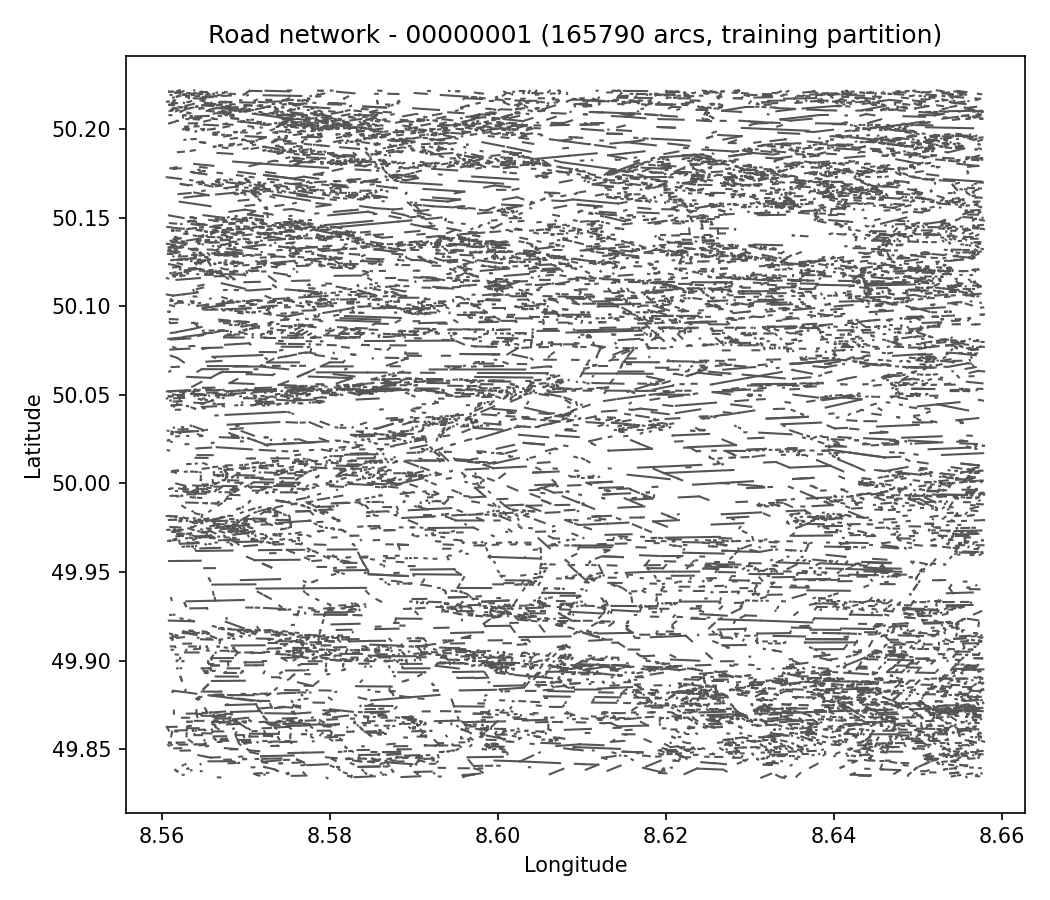 Road network - 00000001 (165790 arcs, training partition)
50.20
50.15
50.10
50.05
50.00
49.95
49.90
49.85
Latitude
8.56 8.58 8.60 8.62 8.64 8.66
Longitude